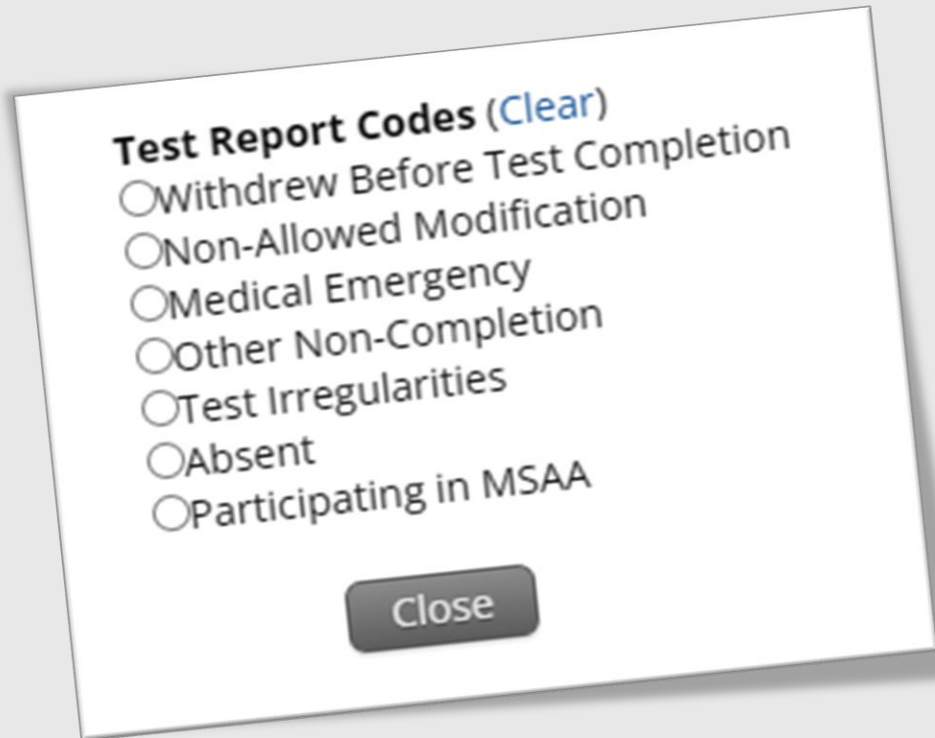 Test Report Codes (Clear)
Withdrew Before Test Completion
Non-Allowed Modification
Medical Emergency
Other Non-Completion
Test Irregularities
Absent
Participating in MSAA
Close